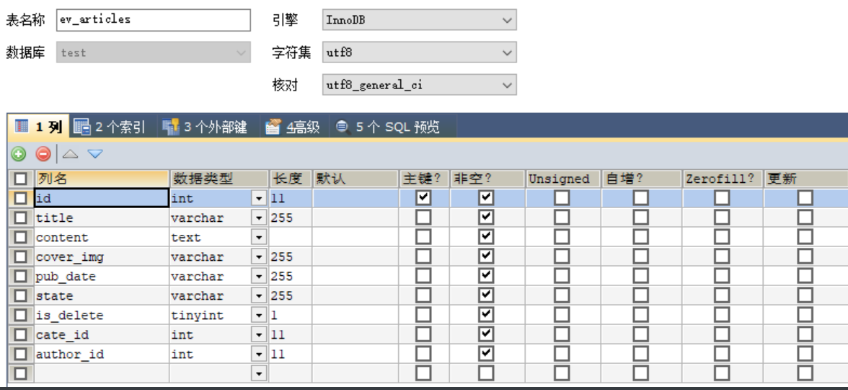 表名称 ev_articles 引擎 InnoDB
数据库 test 字符集 utf8
核对 utf8_general_ci
1 列 2 个索引 3 个外部键 4高级 5 个 SQL 预览
列名 数据类型 长度 默认 主键? 非空? Unsigned 自增? Zerofill? 更新
id int 11
title varchar 255
content text
cover_img varchar 255
pub_date varchar 255
state varchar 255
is_delete tinyint 1
cate_id int 11
author_id int 11